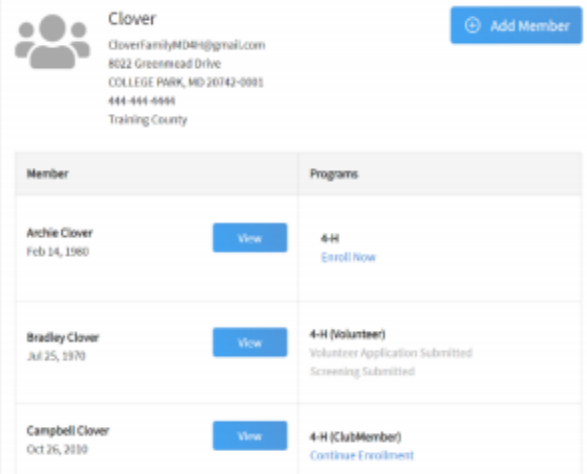 Clover
Add Member
CloverFamilyMD4H@gmail.com
8022 Greenmead Drive
COLLEGE PARK, MD 20742-0001
444-444-4444
Training County
Member
Programs
Archie Clover
Feb 14, 1980
View
4-H
Enroll Now
Bradley Clover
Jul 25, 1970
View
4-H (Volunteer)
Volunteer Application Submitted
Screening Submitted
Campbell Clover
Oct 26, 2010
View
4-H (ClubMember)
Continue Enrollment